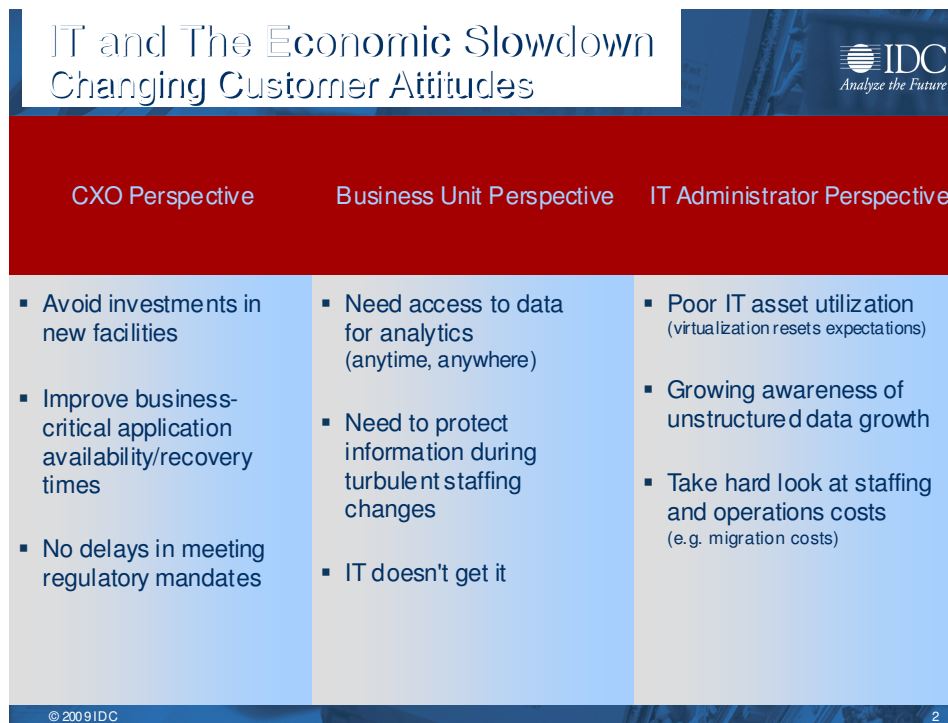 IT and The Economic Slowdown
Changing Customer Attitudes
IDC
Analyze the Future
CXO Perspective
Business Unit Perspective
IT Administrator Perspective
▪ Avoid investments in
new facilities
▪ Improve business-
critical application
availability/recovery
times
▪ No delays in meeting
regulatory mandates
▪ Need access to data
for analytics
(anytime, anywhere)
▪ Need to protect
information during
turbulent staffing
changes
▪ IT doesn't get it
▪ Poor IT asset utilization
(virtualization resets expectations)
▪ Growing awareness of
unstructured data growth
▪ Take hard look at staffing
and operations costs
(e.g. migration costs)
© 2009 IDC
2